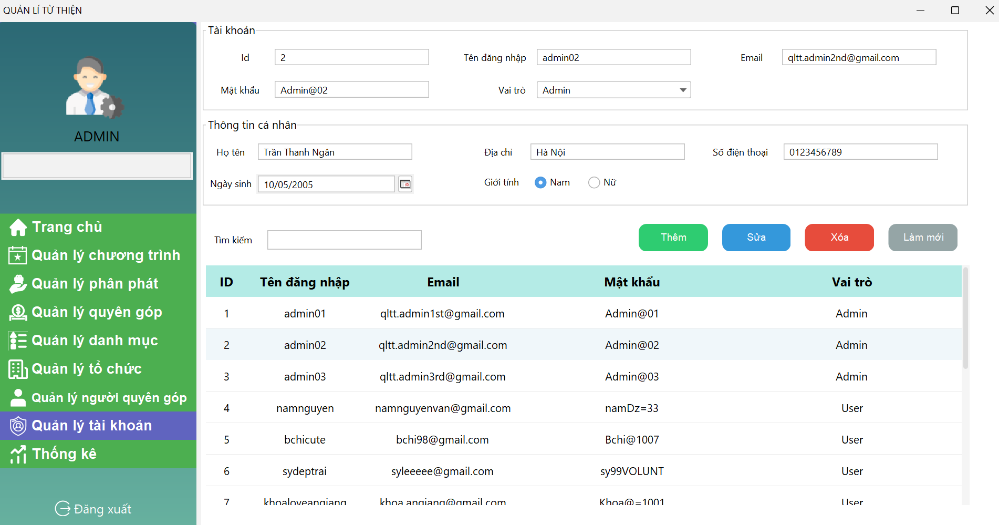 QUẢN LÍ TỪ THIỆN
ADMIN
Trang chủ
Quản lý chương trình
Quản lý phân phát
Quản lý quyên góp
Quản lý danh mục
Quản lý tổ chức
Quản lý người quyên góp
Quản lý tài khoản
Thống kê
Đăng xuất
Tài khoản
Id 2 Tên đăng nhập admin02 Email qltt.admin2nd@gmail.com
Mật khẩu Admin@02 Vai trò Admin
Thông tin cá nhân
Họ tên Trần Thanh Ngân Địa chỉ Hà Nội Số điện thoại 0123456789
Ngày sinh 10/05/2005 Giới tính Nam Nữ
Tìm kiếm Thêm Sửa Xóa Làm mới
ID Tên đăng nhập Email Mật khẩu Vai trò
1 admin01 qltt.admin1st@gmail.com Admin@01 Admin
2 admin02 qltt.admin2nd@gmail.com Admin@02 Admin
3 admin03 qltt.admin3rd@gmail.com Admin@03 Admin
4 namnguyen namnguyenvan@gmail.com namDz=33 User
5 bchicute bchi98@gmail.com Bchi@1007 User
6 sydeptrai syleeeee@gmail.com sy99VOLUNT User
7 khoaloveangiang khoa.angiang@gmail.com Khoa@=1001 User